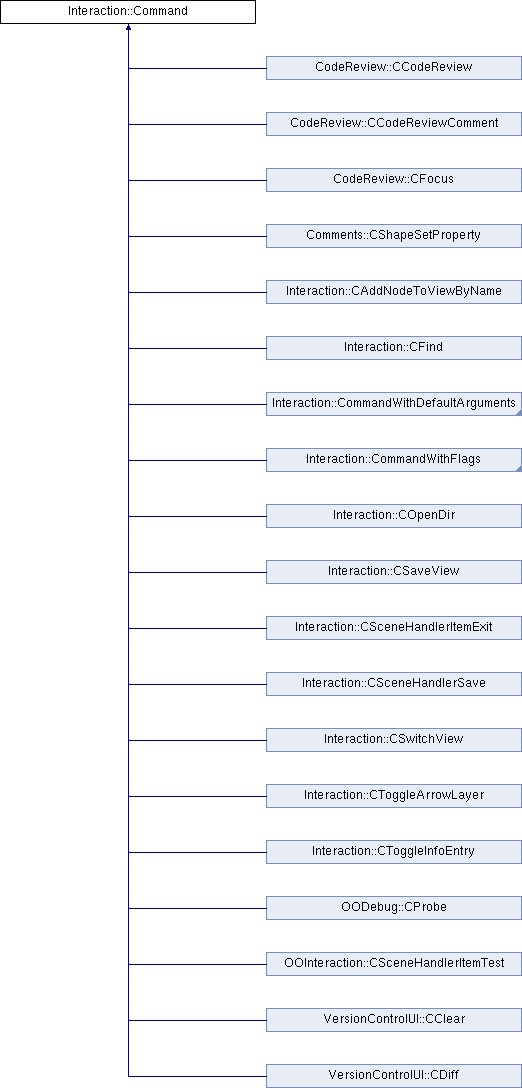 Interaction::Command
CodeReview::CCodeReview
CodeReview::CCodeReviewComment
CodeReview::CFocus
Comments::CShapeSetProperty
Interaction::CAddNodeToViewByName
Interaction::CFind
Interaction::CommandWithDefaultArguments
Interaction::CommandWithFlags
Interaction::COpenDir
Interaction::CSaveView
Interaction::CSceneHandlerItemExit
Interaction::CSceneHandlerSave
Interaction::CSwitchView
Interaction::CToggleArrowLayer
Interaction::CToggleInfoEntry
OODebug::CProbe
OOInteraction::CSceneHandlerItemTest
VersionControlUI::CClear
VersionControlUI::CDiff